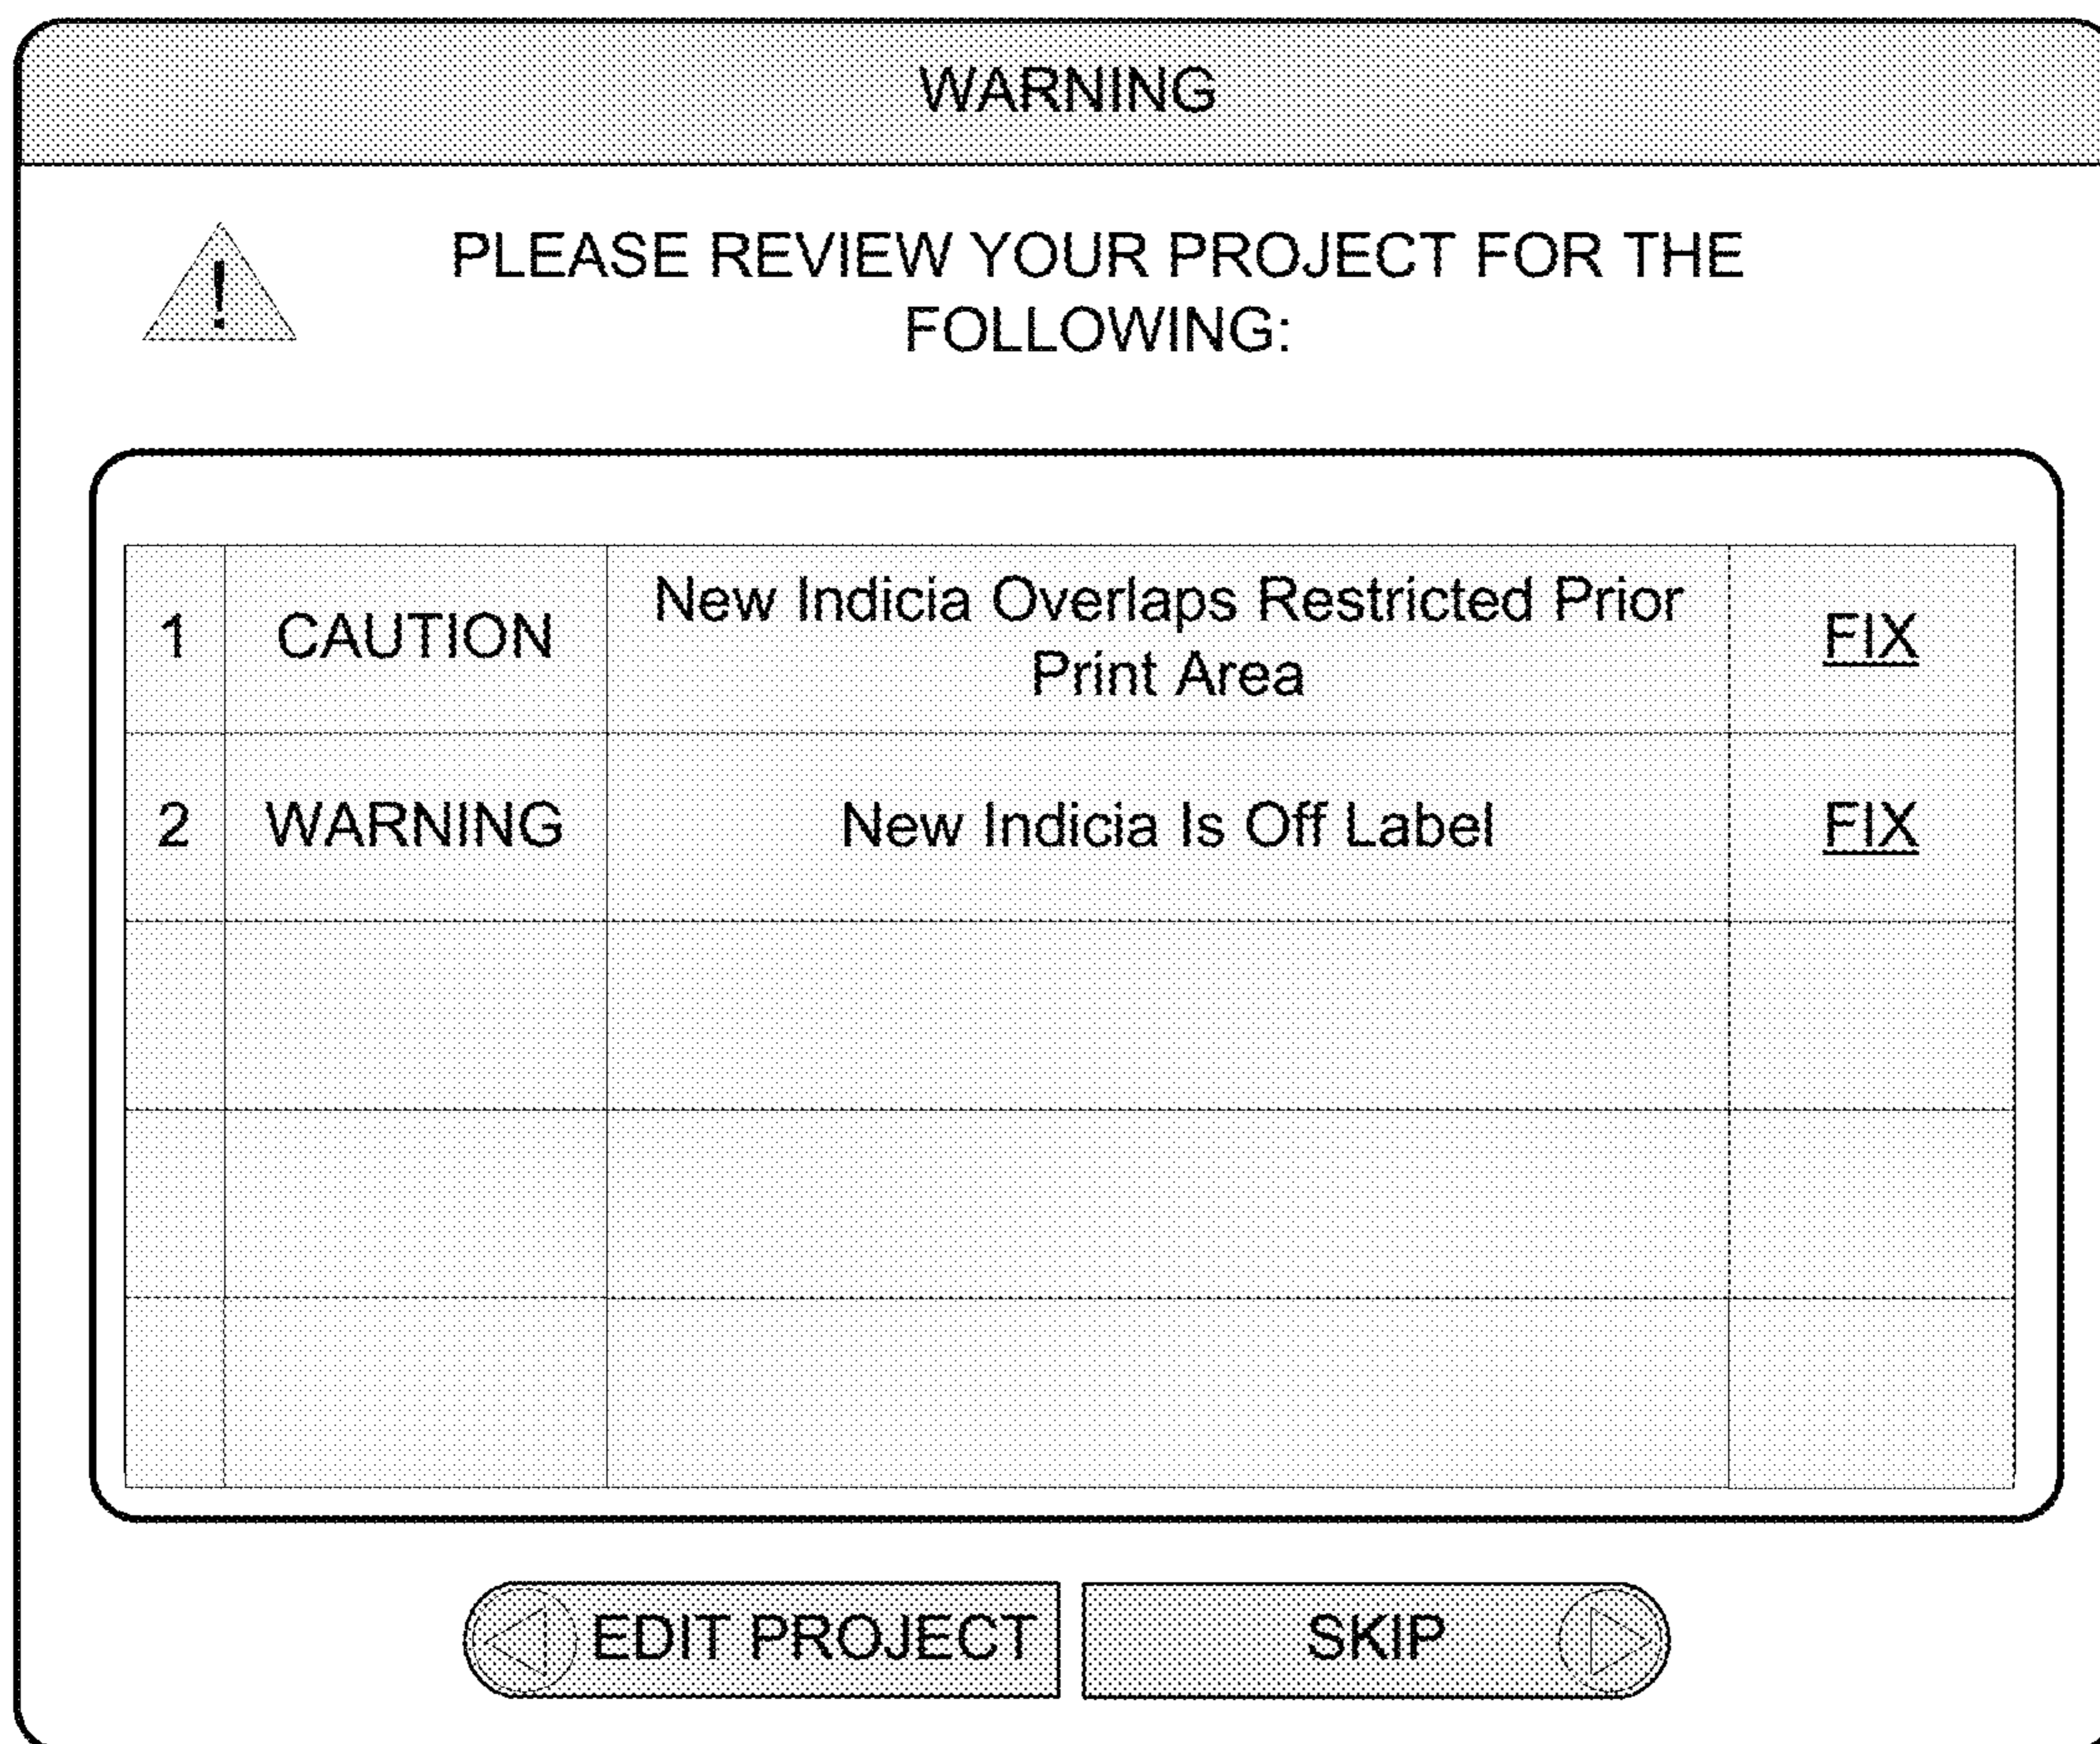 WARNING
! PLEASE REVIEW YOUR PROJECT FOR THE
FOLLOWING:
1 CAUTION New Indicia Overlaps Restricted Prior
Print Area FIX
2 WARNING New Indicia Is Off Label FIX
EDIT PROJECT SKIP